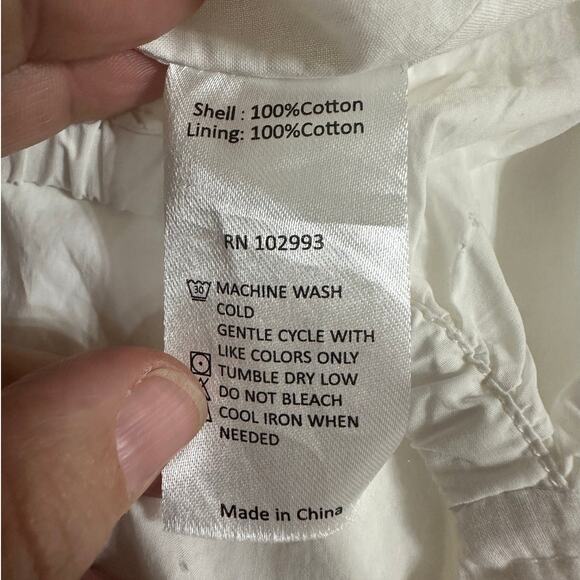 Shell : 100%Cotton
Lining: 100%Cotton
RN 102993
30
MACHINE WASH
COLD
GENTLE CYCLE WITH
LIKE COLORS ONLY
TUMBLE DRY LOW
DO NOT BLEACH
COOL IRON WHEN
NEEDED
Made in China